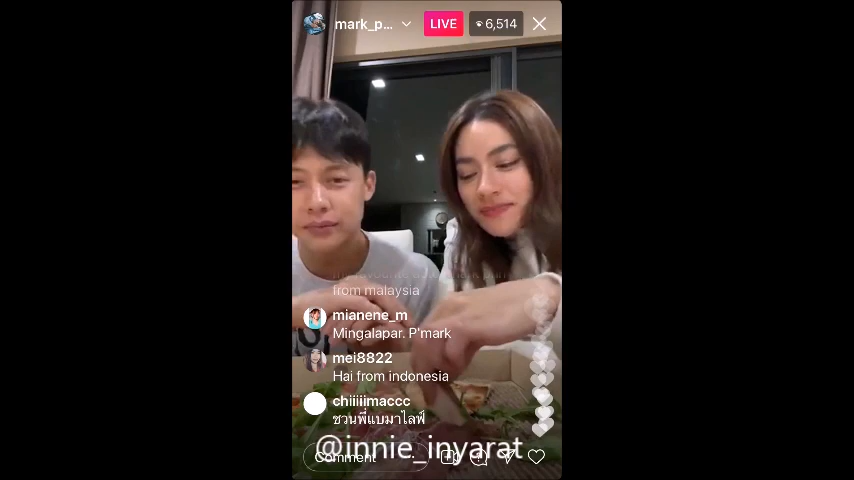 mark_p...
LIVE
6,514
from malaysia
mianene_m
Mingalapar. P'mark
mei8822
Hai from indonesia
chiiiiimaccc
ชวนพี่แบมาไลฟ์
@innie_inyarat
Comment